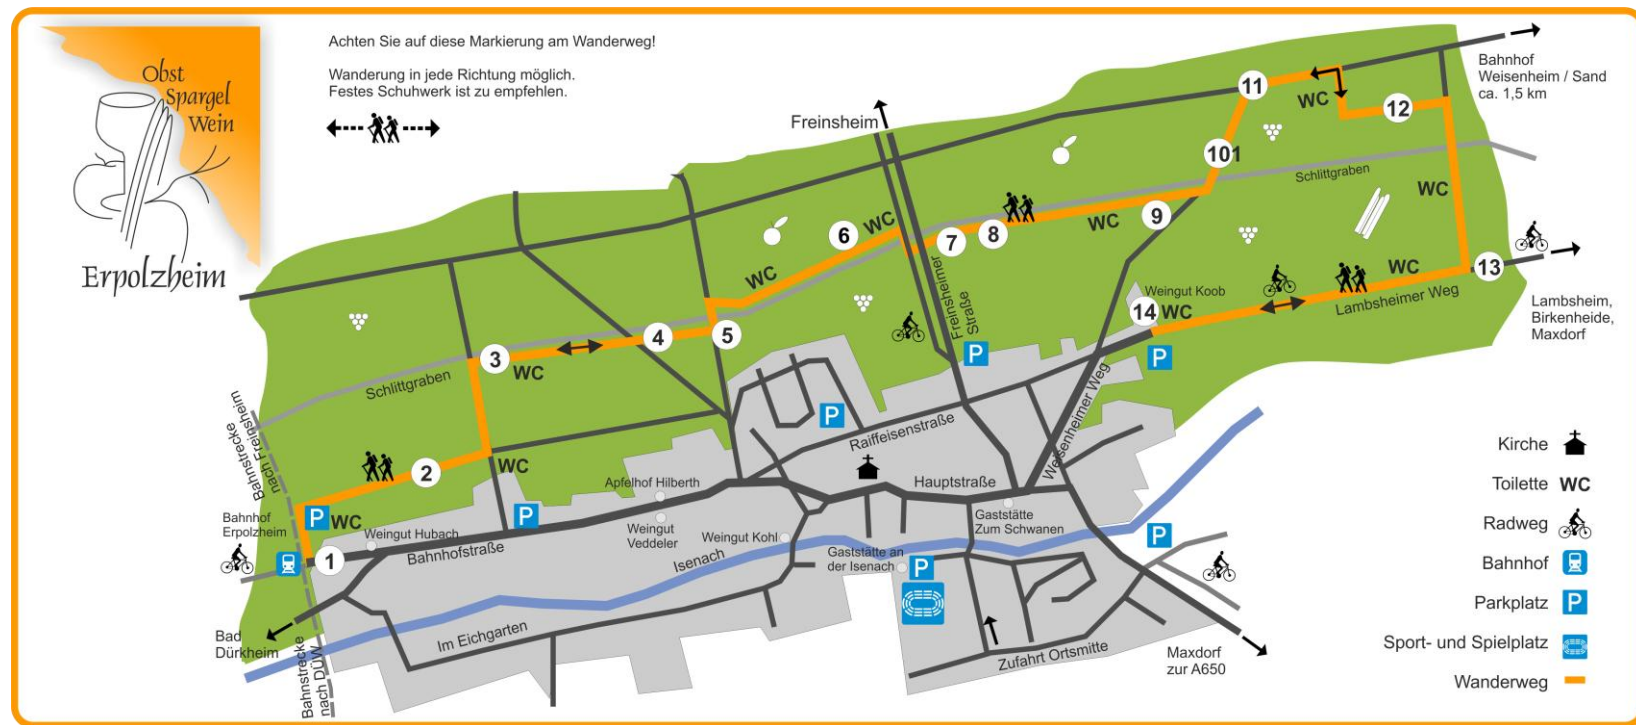 Obst
Spargel
Wein
Erpolzheim
Achten Sie auf diese Markierung am Wanderweg!
Wanderung in jede Richtung möglich.
Festes Schuhwerk ist zu empfehlen.
Freinsheim
Bahnhof
Weisenheim / Sand
ca. 1,5 km
11
WC
12
101
Schlittgraben
WC
6
WC
7
8
WC
9
WC
13
Lambsheimer Weg
Lambsheim,
Birkenheide,
Maxdorf
Weingut Koob
14
WC
P
Freinsheimer
Straße
P
WC
5
4
3
WC
Schlittgraben
Bahnstrecke
nach Freinsheim
2
WC
P
WC
Bahnhof
Erpolzheim
1
Weingut Hubach
Bahnhofstraße
P
Apfelhof Hilberth
Weingut
Veddeler
Weingut Kohl
P
Raiffeisenstraße
Hauptstraße
Weisenheimer Weg
Gaststätte
Zum Schwanen
Gaststätte an
der Isenach
P
P
Isenach
Im Eichgarten
Zufahrt Ortsmitte
Bad
Dürkheim
Bahnstrecke
nach DÜW
Maxdorf
zur A650
Kirche
Toilette WC
Radweg
Bahnhof
Parkplatz P
Sport- und Spielplatz
Wanderweg